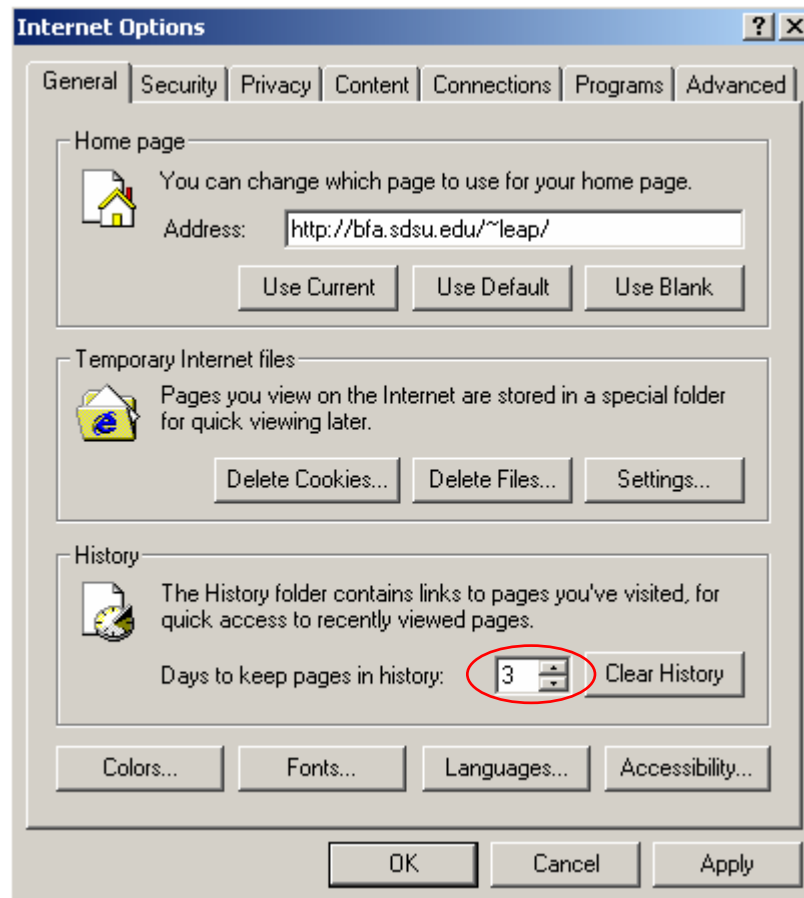 Internet Options
General Security Privacy Content Connections Programs Advanced
Home page
You can change which page to use for your home page.
Address: http://bfa.sdsu.edu/~leap/
Use Current Use Default Use Blank
Temporary Internet files
Pages you view on the Internet are stored in a special folder
for quick viewing later.
Delete Cookies... Delete Files... Settings...
History
The History folder contains links to pages you've visited, for
quick access to recently viewed pages.
Days to keep pages in history: 3 Clear History
Colors... Fonts... Languages... Accessibility...
OK Cancel Apply